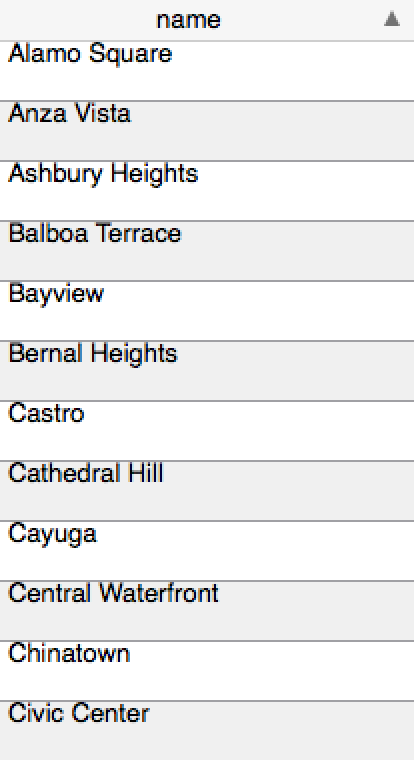 name ▲
Alamo Square
Anza Vista
Ashbury Heights
Balboa Terrace
Bayview
Bernal Heights
Castro
Cathedral Hill
Cayuga
Central Waterfront
Chinatown
Civic Center